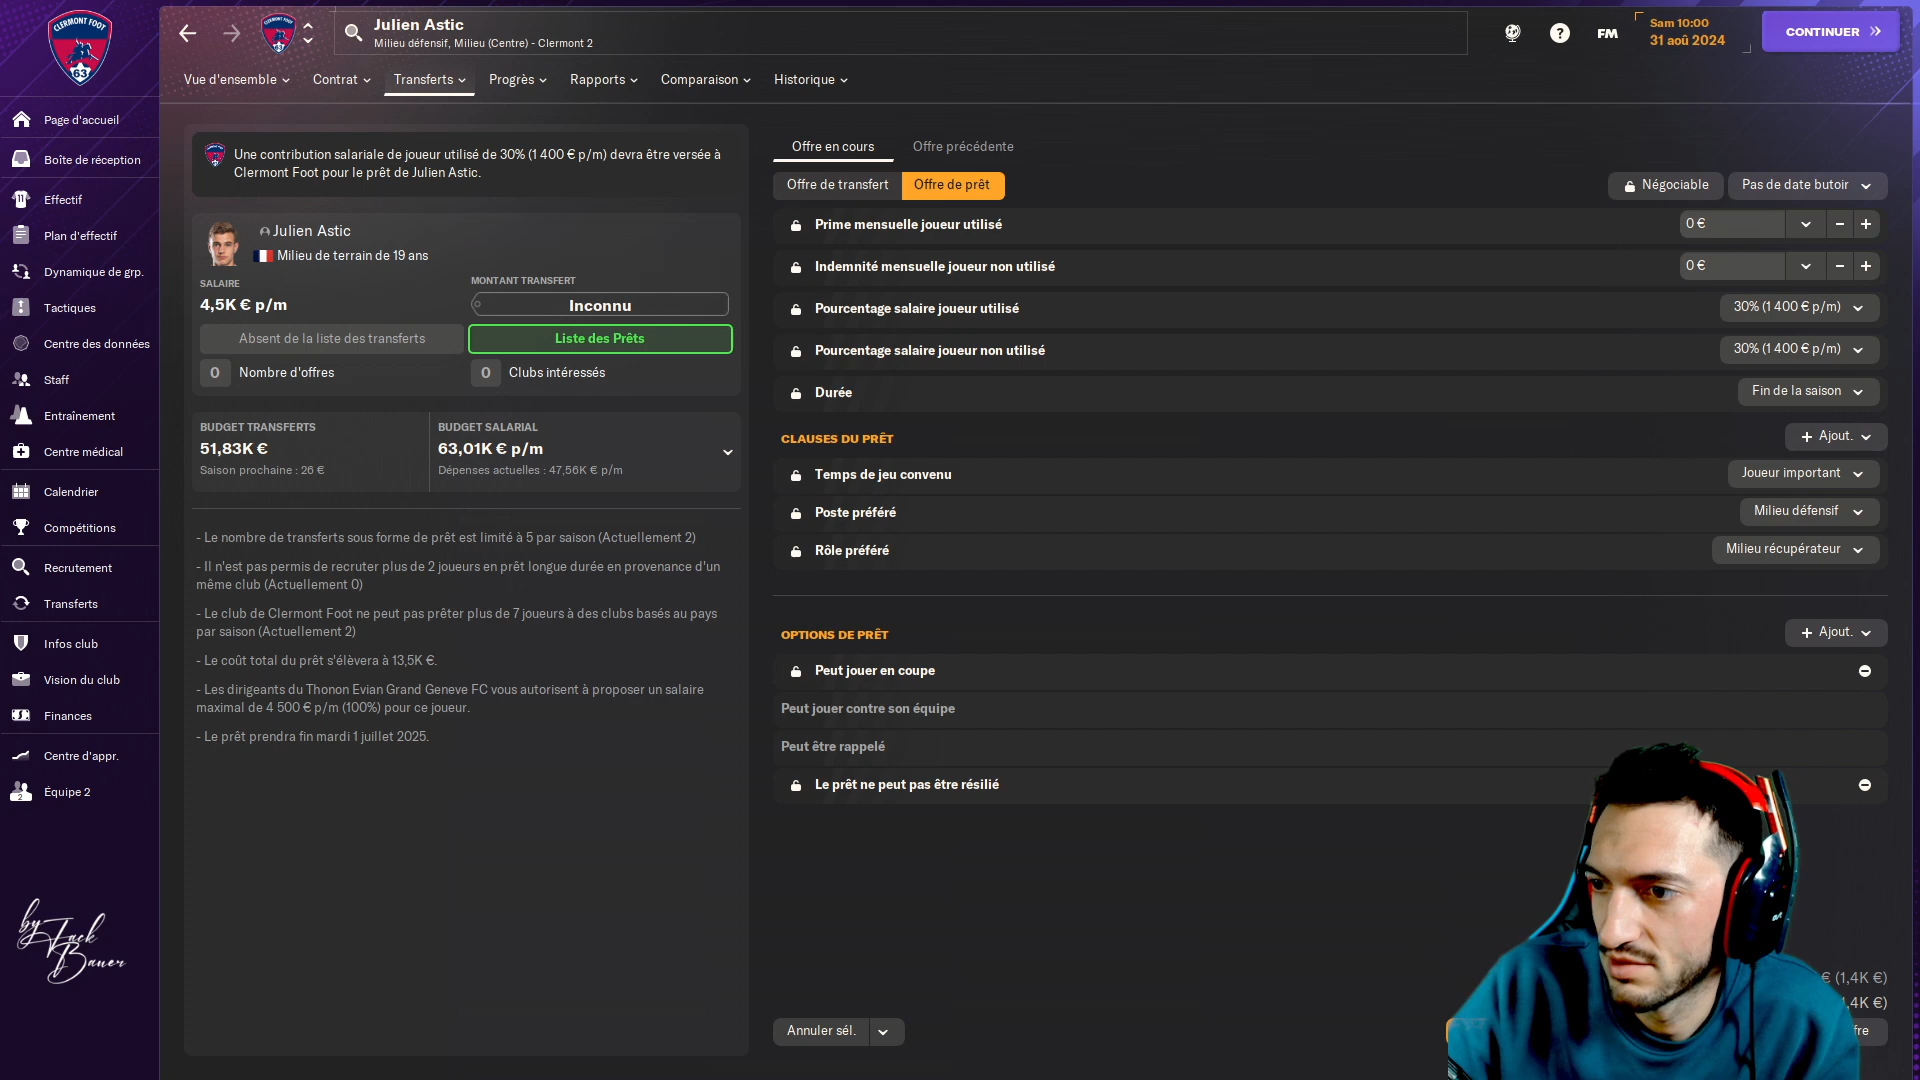 CLERMONT FOOT
63
Julien Astic
Milieu défensif, Milieu (Centre) - Clermont 2
FM
Sam 10:00
31 aoû 2024
CONTINUER
Vue d'ensemble
Contrat
Transferts
Progrès
Rapports
Comparaison
Historique
Page d'accueil
Boîte de réception
Effectif
Plan d'effectif
Dynamique de grp.
Tactiques
Centre des données
Staff
Entraînement
Centre médical
Calendrier
Compétitions
Recrutement
Transferts
Infos club
Vision du club
Finances
Centre d'appr.
2
Équipe 2
by Jack
Bauer
Une contribution salariale de joueur utilisé de 30% (1 400 € p/m) devra être versée à
Clermont Foot pour le prêt de Julien Astic.
Julien Astic
Milieu de terrain de 19 ans
SALAIRE
4,5K € p/m
MONTANT TRANSFERT
Inconnu
Absent de la liste des transferts
Liste des Prêts
0 Nombre d'offres
0 Clubs intéressés
BUDGET TRANSFERTS
51,83K €
Saison prochaine : 26 €
BUDGET SALARIAL
63,01K € p/m
Dépenses actuelles : 47,56K € p/m
- Le nombre de transferts sous forme de prêt est limité à 5 par saison (Actuellement 2)
- Il n'est pas permis de recruter plus de 2 joueurs en prêt longue durée en provenance d'un
même club (Actuellement 0)
- Le club de Clermont Foot ne peut pas prêter plus de 7 joueurs à des clubs basés au pays
par saison (Actuellement 2)
- Le coût total du prêt s'élèvera à 13,5K €.
- Les dirigeants du Thonon Evian Grand Geneve FC vous autorisent à proposer un salaire
maximal de 4 500 € p/m (100%) pour ce joueur.
- Le prêt prendra fin mardi 1 juillet 2025.
Offre en cours
Offre précédente
Offre de transfert
Offre de prêt
Négociable
Pas de date butoir
Prime mensuelle joueur utilisé
0 €
Indemnité mensuelle joueur non utilisé
0 €
Pourcentage salaire joueur utilisé
30% (1 400 € p/m)
Pourcentage salaire joueur non utilisé
30% (1 400 € p/m)
Durée
Fin de la saison
CLAUSES DU PRÊT
+ Ajout.
Temps de jeu convenu
Joueur important
Poste préféré
Milieu défensif
Rôle préféré
Milieu récupérateur
OPTIONS DE PRÊT
+ Ajout.
Peut jouer en coupe
Peut jouer contre son équipe
Peut être rappelé
Le prêt ne peut pas être résilié
€ (1,4K €)
,4K €)
Annuler sél.